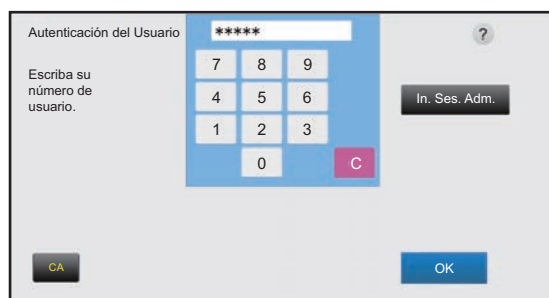 Autenticación del Usuario
*****
?
Escriba su
número de
usuario.
7 8 9
4 5 6
1 2 3
0 C
In. Ses. Adm.
CA
OK